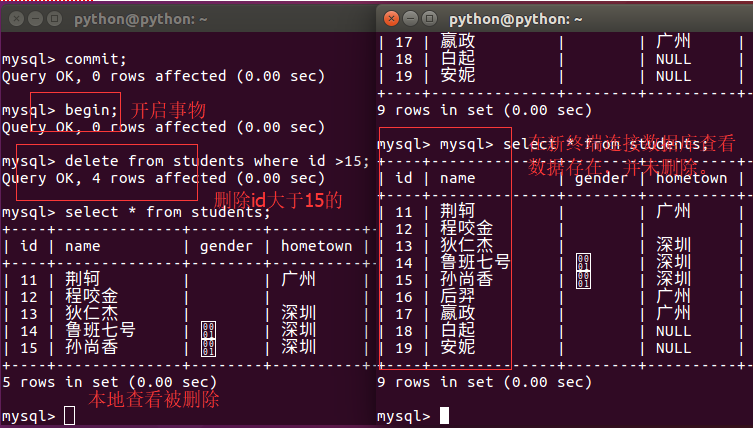 python@python: ~
mysql> commit;
Query OK, 0 rows affected (0.00 sec)
mysql> begin; 开启事物
Query OK, 0 rows affected (0.00 sec)
mysql> delete from students where id >15;
Query OK, 4 rows affected (0.00 sec)
删除id大于15的
mysql> select * from students;
+----+--------------+--------+----------+
| id | name | gender | hometown |
+----+--------------+--------+----------+
| 11 | 荆轲 | | 广州
| 12 | 程咬金 | |
| 13 | 狄仁杰 | | 深圳
| 14 | 鲁班七号 | 0001 | 深圳
| 15 | 孙尚香 | 0001 | 深圳
+----+--------------+--------+----------+
5 rows in set (0.00 sec)
本地查看被删除
mysql>
python@python: ~
| 17 | 嬴政 | | 广州
| 18 | 白起 | | NULL
| 19 | 安妮 | | NULL
+----+--------------+--------+----------
9 rows in set (0.00 sec)
mysql> mysql> select * from students;
在新终端连接数据库查看
数据存在，并未删除。
+----+--------------+--------+----------
| id | name | gender | hometown
+----+--------------+--------+----------
| 11 | 荆轲 | | 广州
| 12 | 程咬金 | |
| 13 | 狄仁杰 | | 深圳
| 14 | 鲁班七号 | 0001 | 深圳
| 15 | 孙尚香 | 0001 | 深圳
| 16 | 后羿 | | 广州
| 17 | 嬴政 | | 广州
| 18 | 白起 | | NULL
| 19 | 安妮 | | NULL
+----+--------------+--------+----------
9 rows in set (0.00 sec)
mysql>